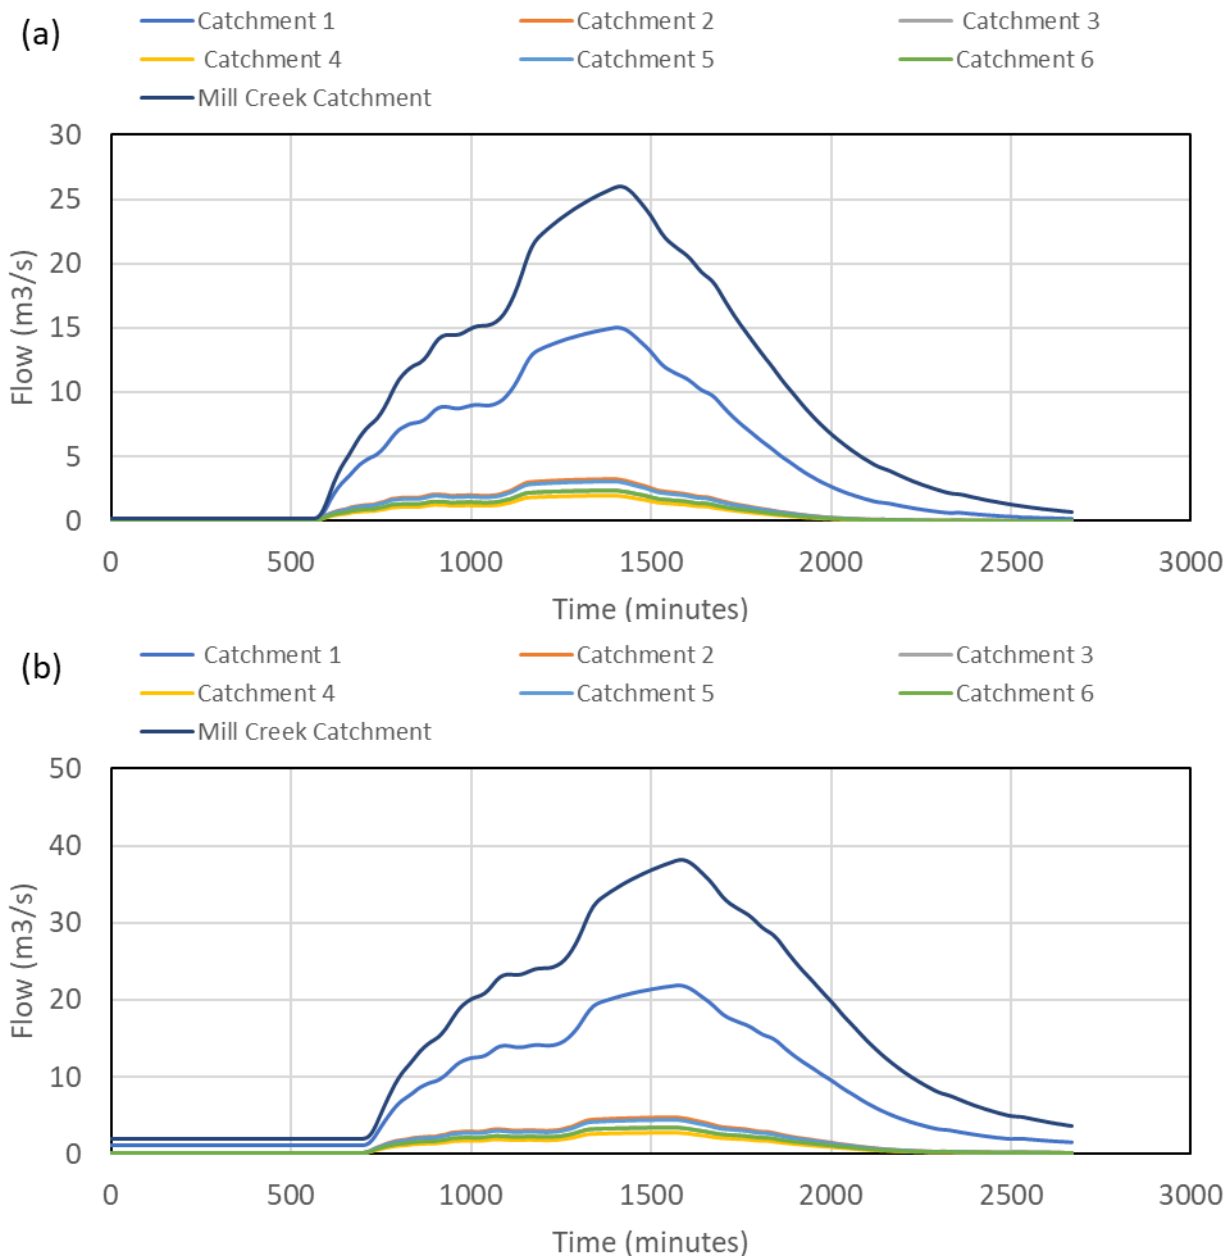 (a)
Catchment 1 Catchment 2 Catchment 3
Catchment 4 Catchment 5 Catchment 6
Mill Creek Catchment
30
25
20
15
10
5
0
Flow (m3/s)
0 500 1000 1500 2000 2500 3000
Time (minutes)
(b)
Catchment 1 Catchment 2 Catchment 3
Catchment 4 Catchment 5 Catchment 6
Mill Creek Catchment
50
40
30
20
10
0
Flow (m3/s)
0 500 1000 1500 2000 2500 3000
Time (minutes)